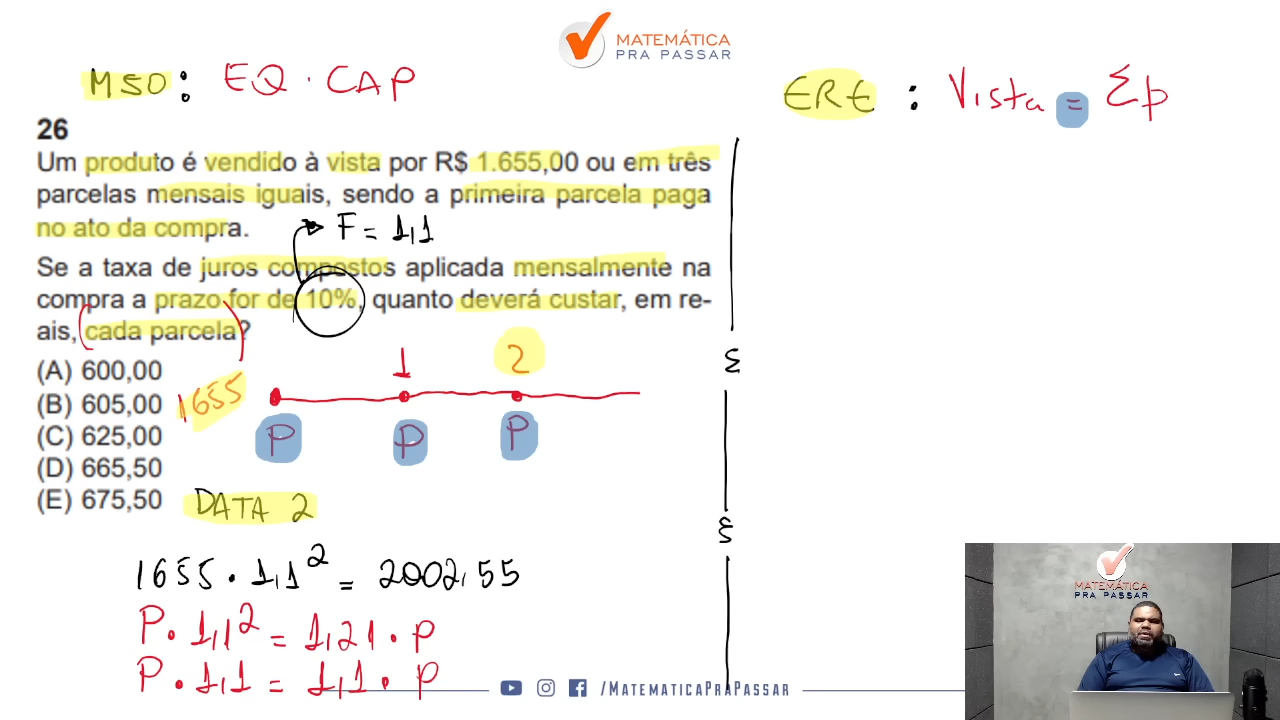 MATEMÁTICA
PRA PASSAR
MSO: EQ. CAP
ERE: Vista = Σp
26
Um produto é vendido à vista por R$ 1.655,00 ou em três
parcelas mensais iguais, sendo a primeira parcela paga
no ato da compra.
F = 1,1
Se a taxa de juros compostos aplicada mensalmente na
compra a prazo for de 10%, quanto deverá custar, em re-
ais, cada parcela?
(A) 600,00
(B) 605,00
(C) 625,00
(D) 665,50
(E) 675,50
1655
1 2
P P P
DATA 2
1655 . 1,1² = 2002,55
P . 1,1² = 1,21 . P
P . 1,1 = 1,1 . P
/MATEMATICAPRAPASSAR
MATEMÁTICA
PRA PASSAR